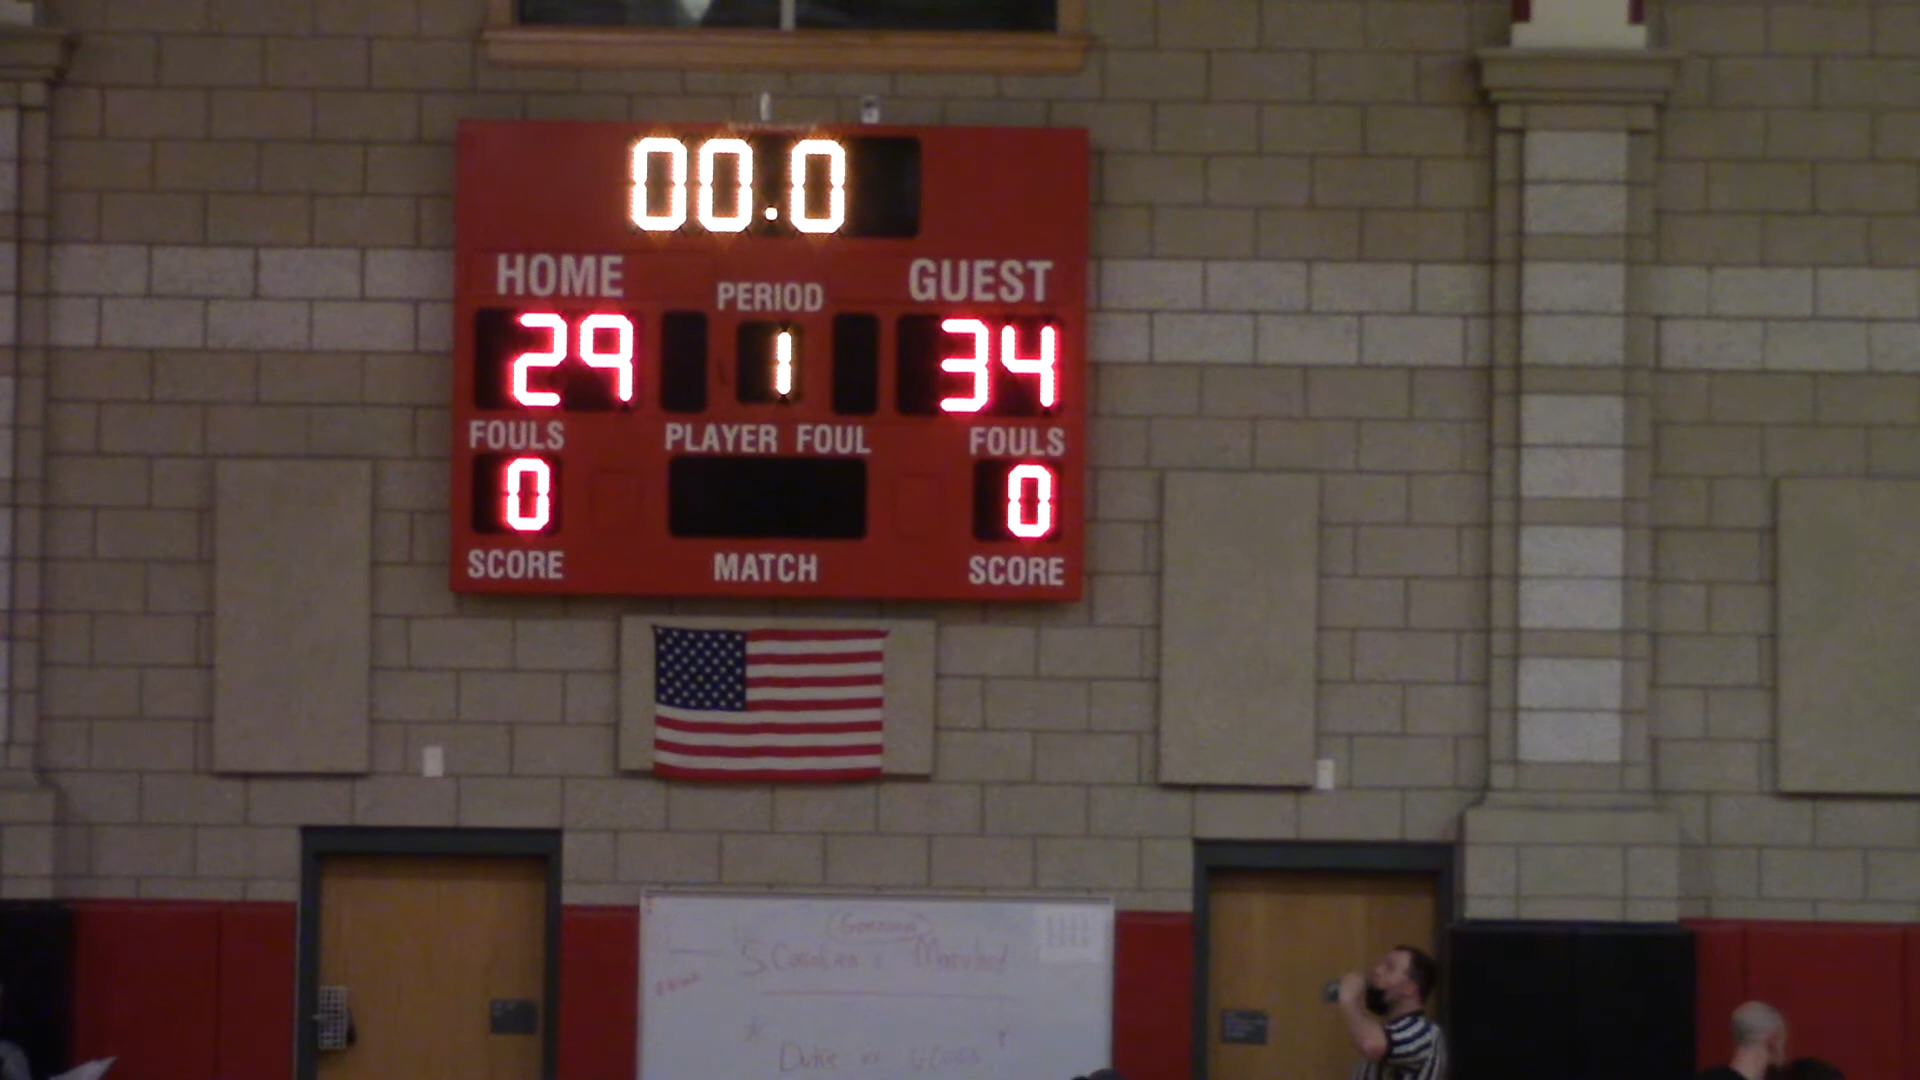 00.0
HOME PERIOD GUEST
29 1 34
FOULS PLAYER FOUL FOULS
0 0
SCORE MATCH SCORE